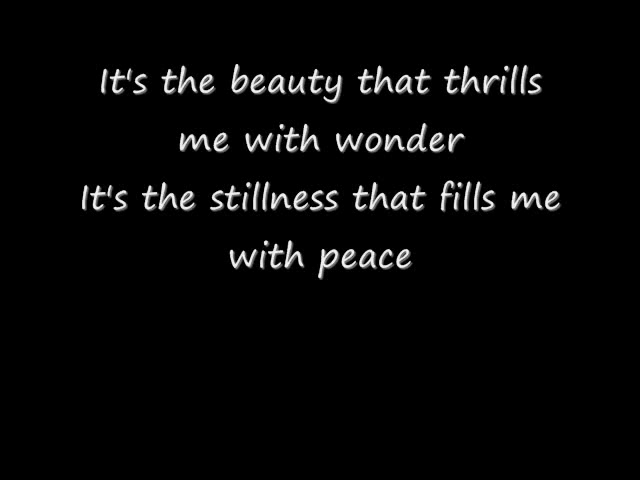 It's the beauty that thrills
me with wonder
It's the stillness that fills me
with peace